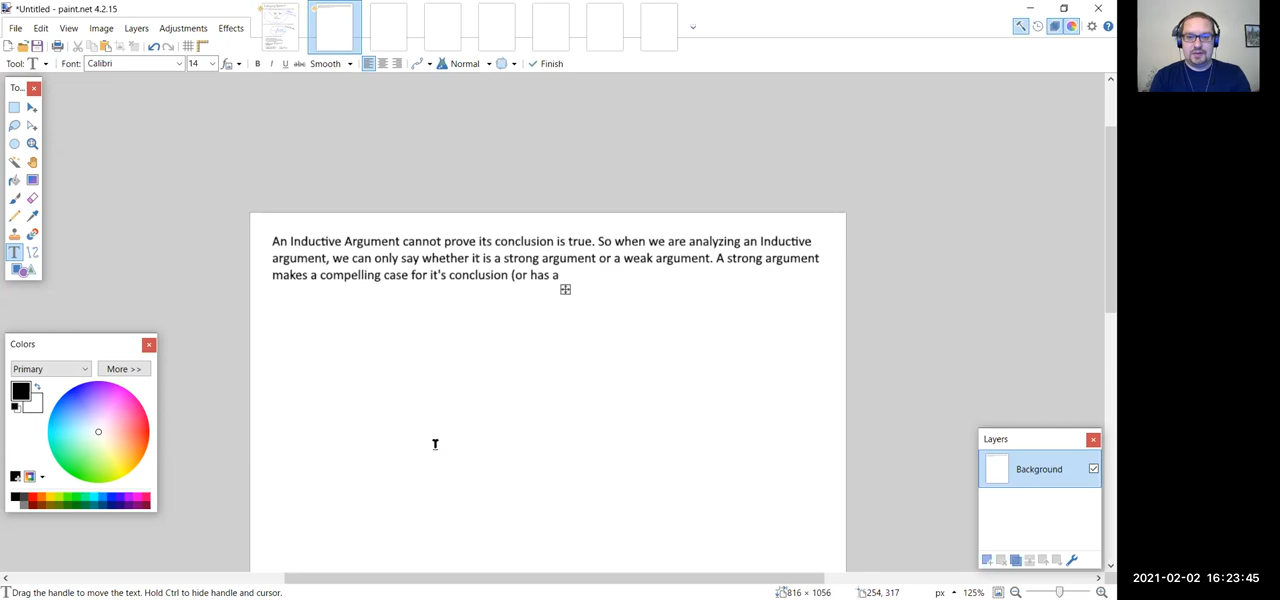 *Untitled - paint.net 4.2.15
File Edit View Image Layers Adjustments Effects
Tool: T Font: Calibri 14 B I U abc Smooth Normal Finish
To...
An Inductive Argument cannot prove its conclusion is true. So when we are analyzing an Inductive
argument, we can only say whether it is a strong argument or a weak argument. A strong argument
makes a compelling case for it's conclusion (or has a
Colors
Primary More >>
Layers
Background
Drag the handle to move the text. Hold Ctrl to hide handle and cursor. 816 × 1056 254, 317 px 125%
2021-02-02 16:23:45